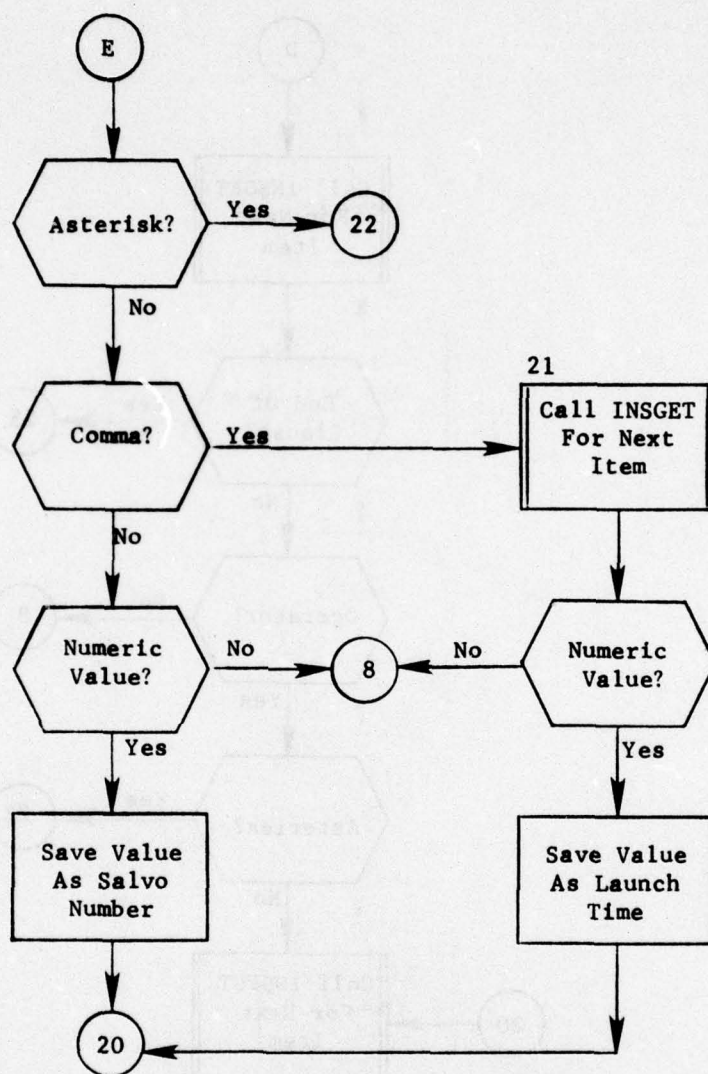 E
Asterisk?
Yes
22
No
Comma?
Yes
21
Call INSGET
For Next
Item
No
Numeric
Value?
No
8
No
Numeric
Value?
Yes
Yes
Save Value
As Salvo
Number
Save Value
As Launch
Time
20